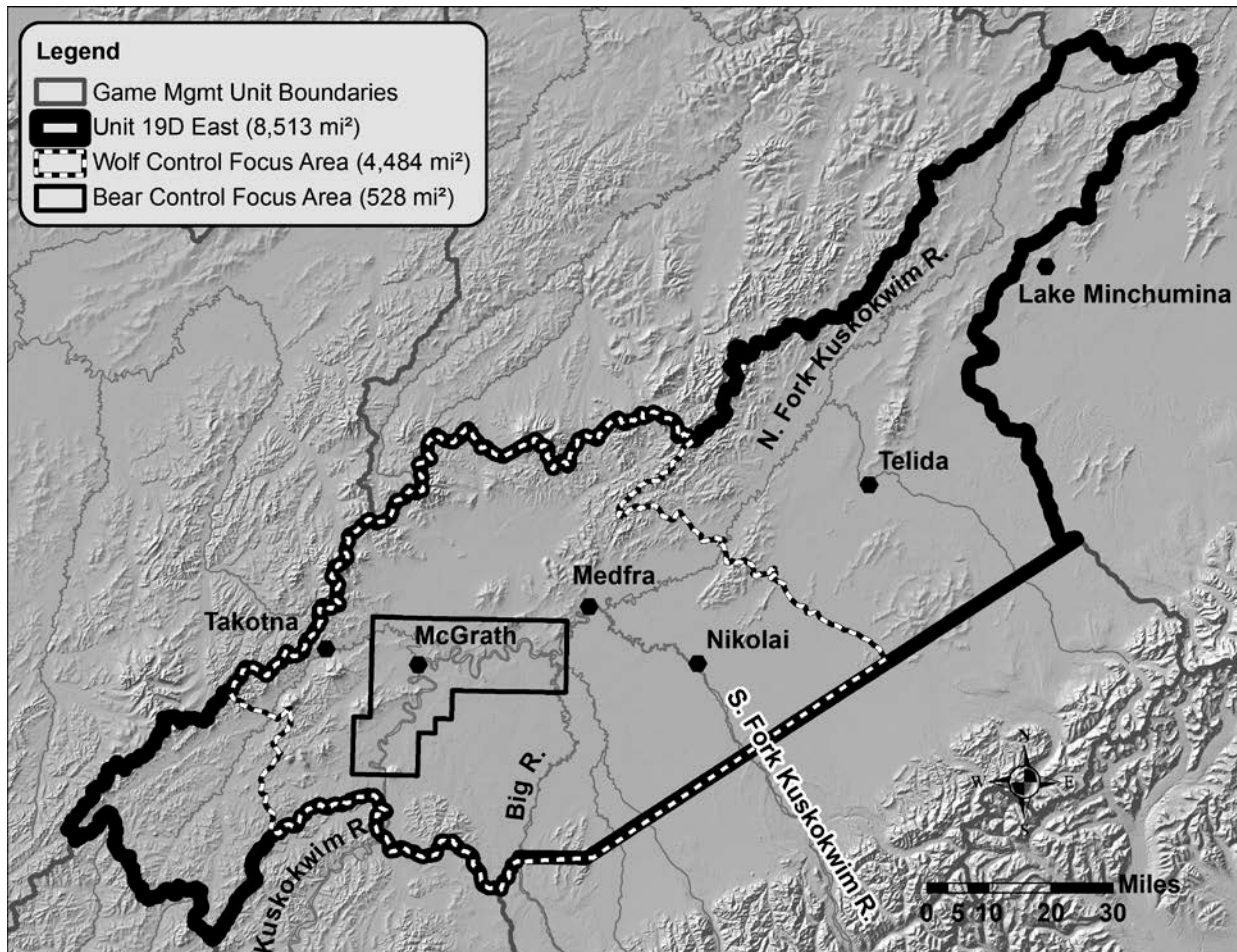 Legend
Game Mgmt Unit Boundaries
Unit 19D East (8,513 mi²)
Wolf Control Focus Area (4,484 mi²)
Bear Control Focus Area (528 mi²)
Lake Minchumina
N. Fork Kuskokwim R.
Telida
Medfra
Takotna
McGrath
Nikolai
S. Fork Kuskokwim R.
Big R.
Kuskokwim R.
N
W E
S
Miles
0 5 10 20 30